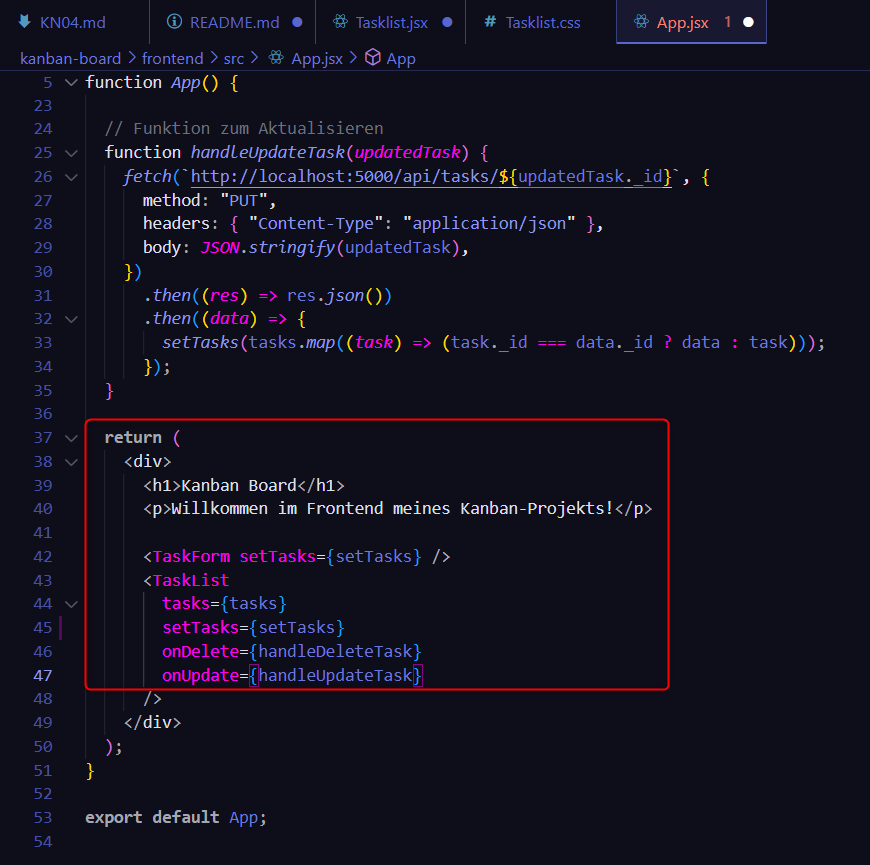 KN04.md README.md Tasklist.jsx # Tasklist.css App.jsx 1
kanban-board > frontend > src > App.jsx > App
5 function App() {
23
24 // Funktion zum Aktualisieren
25 function handleUpdateTask(updatedTask) {
26 fetch(`http://localhost:5000/api/tasks/${updatedTask._id}`, {
27 method: "PUT",
28 headers: { "Content-Type": "application/json" },
29 body: JSON.stringify(updatedTask),
30 })
31 .then((res) => res.json())
32 .then((data) => {
33 setTasks(tasks.map((task) => (task._id === data._id ? data : task)));
34 });
35 }
36
37 return (
38 <div>
39 <h1>Kanban Board</h1>
40 <p>Willkommen im Frontend meines Kanban-Projekts!</p>
41
42 <TaskForm setTasks={setTasks} />
43 <TaskList
44 tasks={tasks}
45 setTasks={setTasks}
46 onDelete={handleDeleteTask}
47 onUpdate={handleUpdateTask}
48 />
49 </div>
50 );
51 }
52
53 export default App;
54